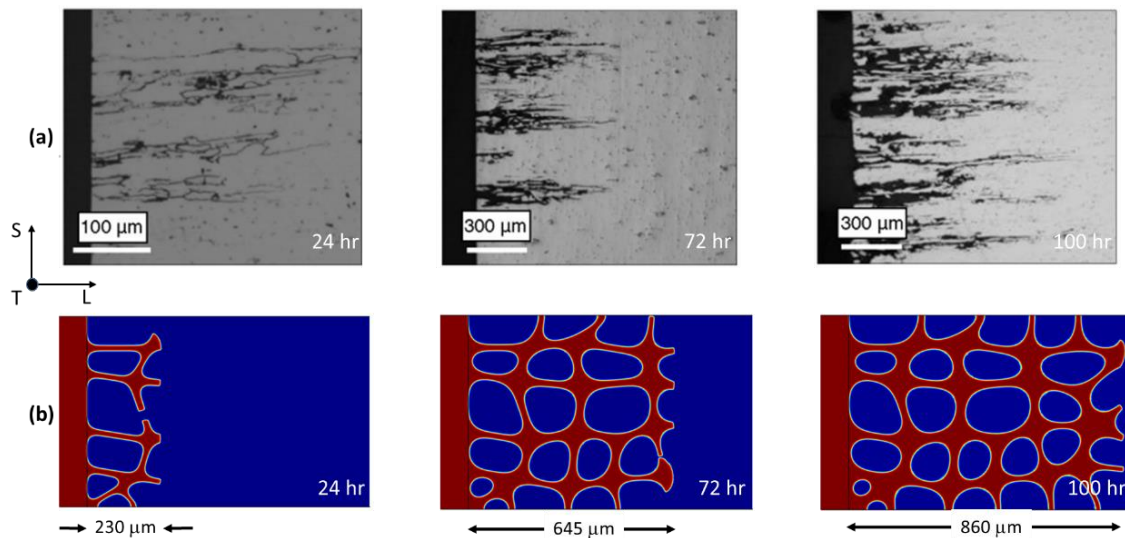 (a)
100 µm
24 hr
300 µm
72 hr
300 µm
100 hr
S
T
L
(b)
24 hr
72 hr
100 hr
230 µm
645 µm
860 µm